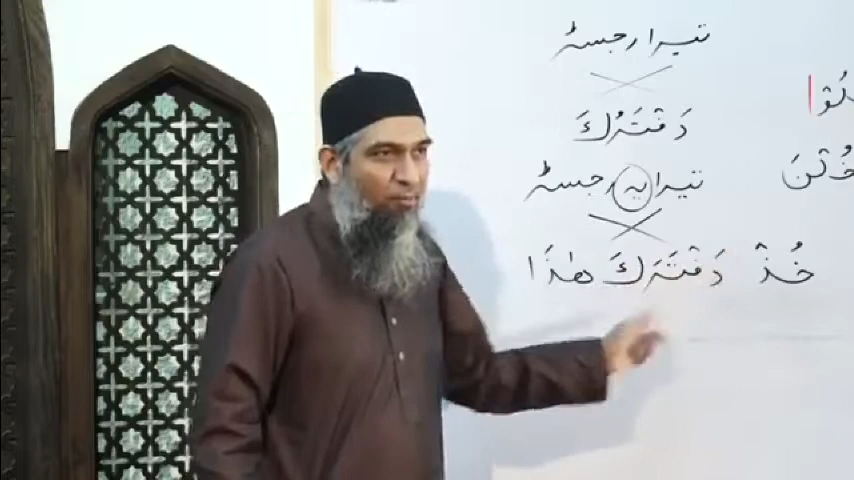 تیرا رجسٹر
دَفْتَرُكَ
تیرا یہ رجسٹر
خُذْ دَفْتَرَكَ هٰذَا